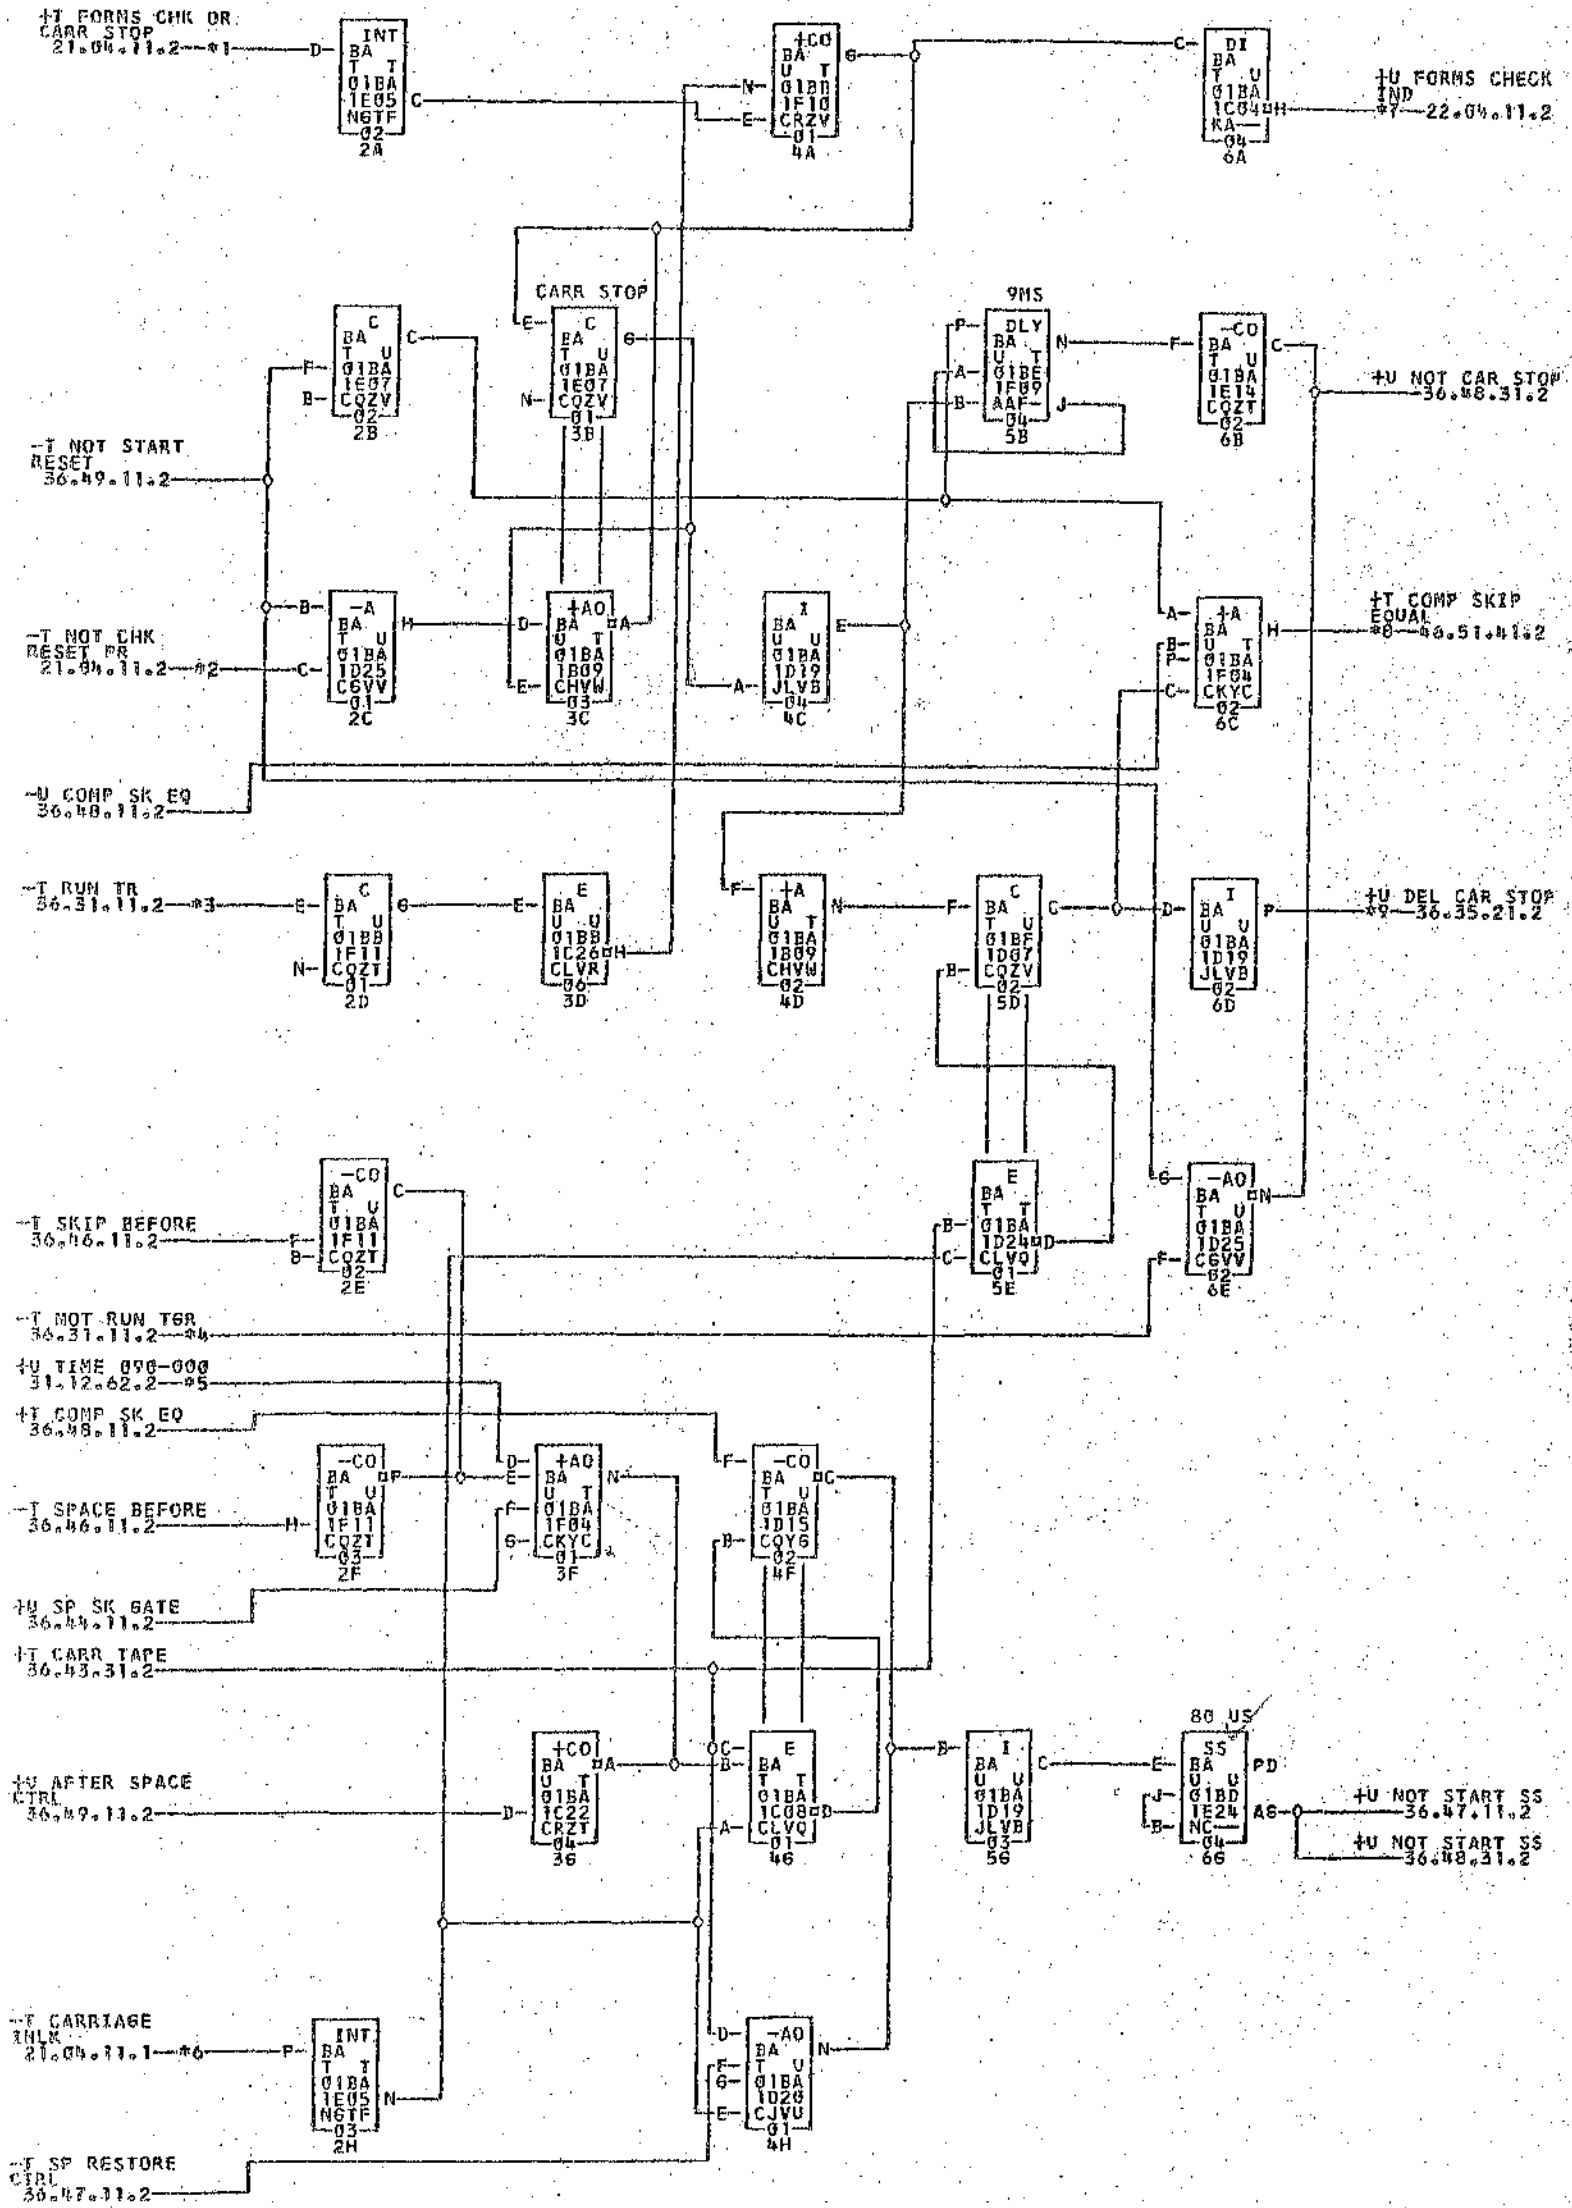 +T FORMS CHK OR
CARR STOP
21.04.11.2 *1
D
INT
BA
T T
01BA
1E05
NGTF
02
2A
C
N
E
+CO
BA
U T
01BB
1F10
CRZV
01
4A
G
C
DI
BA
T U
01BA
1C04
KA
04
6A
H
+U FORMS CHECK
IND
*7 22.04.11.2
F
B
C
BA
T U
01BA
1E07
CQZV
02
2B
C
CARR STOP
E
N
C
BA
T U
01BA
1E07
CQZV
01
3B
G
9MS
P
A
B
DLY
BA
U T
01BE
1F09
AAF
04
5B
N
J
F
-CO
BA
T U
01BA
1E14
CQZT
02
6B
C
+U NOT CAR STOP
36.48.31.2
-T NOT START
RESET
36.49.11.2
-T NOT CHK
RESET PR
21.04.11.2 *2
B
C
-A
BA
T U
01BA
1D25
CGVV
01
2C
H
D
E
+AO
BA
U T
01BA
1B09
CHVW
03
3C
A
A
I
BA
U U
01BA
1D19
JLVB
04
4C
E
A
B
P
C
+A
BA
U T
01BA
1F04
CKYC
02
6C
H
+T COMP SKIP
EQUAL
*8 46.51.41.2
-U COMP SK EQ
36.48.11.2
-T RUN TR
36.31.11.2 *3
E
N
C
BA
T U
01BB
1F11
CQZT
01
2D
G
E
E
BA
U U
01BB
1C26
CLVR
06
3D
H
F
+A
BA
U T
01BA
1B09
CHVW
02
4D
N
F
B
C
BA
T U
01BF
1D07
CQZV
02
5D
C
D
I
BA
U U
01BA
1D19
JLVB
02
6D
P
+U DEL CAR STOP
*9 36.35.21.2
-T SKIP BEFORE
36.46.11.2
F
B
-CO
BA
T U
01BA
1F11
CQZT
02
2E
C
B
C
E
BA
T T
01BA
1D24
CLVQ
01
5E
D
G
F
-AO
BA
T U
01BA
1D25
CGVV
02
6E
N
-T NOT RUN TGR
36.31.11.2 *4
+U TIME 090-000
31.12.62.2 *5
+T COMP SK EQ
36.48.11.2
-T SPACE BEFORE
36.46.11.2
H
-CO
BA
T U
01BA
1F11
CQZT
03
2F
P
D
E
F
G
+AO
BA
U T
01BA
1F04
CKYC
01
3F
N
F
B
-CO
BA
T U
01BA
1D15
CQYG
02
4F
C
+U SP SK GATE
36.44.11.2
+T CARR TAPE
36.43.31.2
+U AFTER SPACE
CTRL
36.49.11.2
D
+CO
BA
U T
01BA
1C22
CRZT
04
3G
A
C
B
A
E
BA
T T
01BA
1C08
CLVQ
01
4G
D
B
I
BA
U U
01BA
1D19
JLVB
03
5G
C
80 US
E
J
B
SS
BA
U U
01BD
1E24
NC
04
6G
PD
AG
+U NOT START SS
36.47.11.2
+U NOT START SS
36.48.31.2
-T CARRIAGE
INLK
21.04.11.1 *6
P
INT
BA
T T
01BA
1E05
NGTF
03
2H
N
D
F
G
E
-AO
BA
T U
01BA
1D20
CJVU
01
4H
N
-T SP RESTORE
CTRL
36.47.11.2